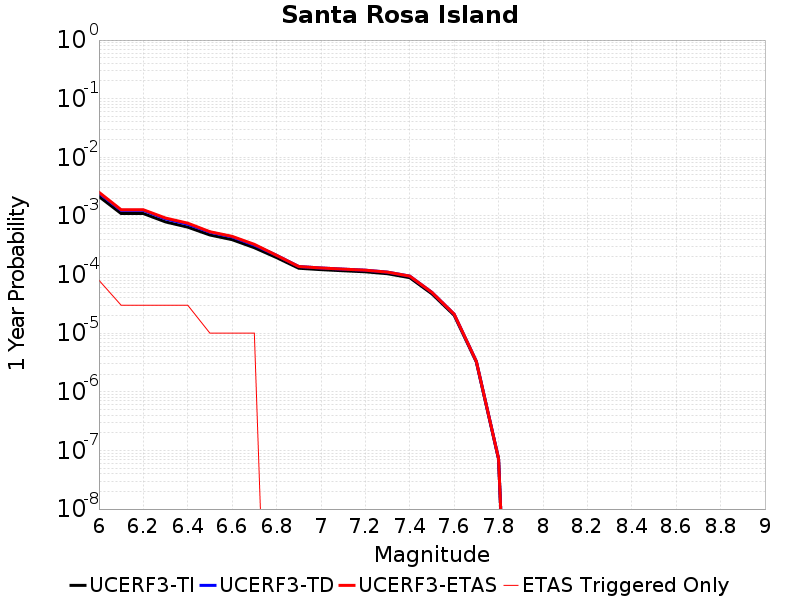 Santa Rosa Island
1 Year Probability
10^0
10^-1
10^-2
10^-3
10^-4
10^-5
10^-6
10^-7
10^-8
6 6.2 6.4 6.6 6.8 7 7.2 7.4 7.6 7.8 8 8.2 8.4 8.6 8.8 9
Magnitude
UCERF3-TI UCERF3-TD UCERF3-ETAS ETAS Triggered Only